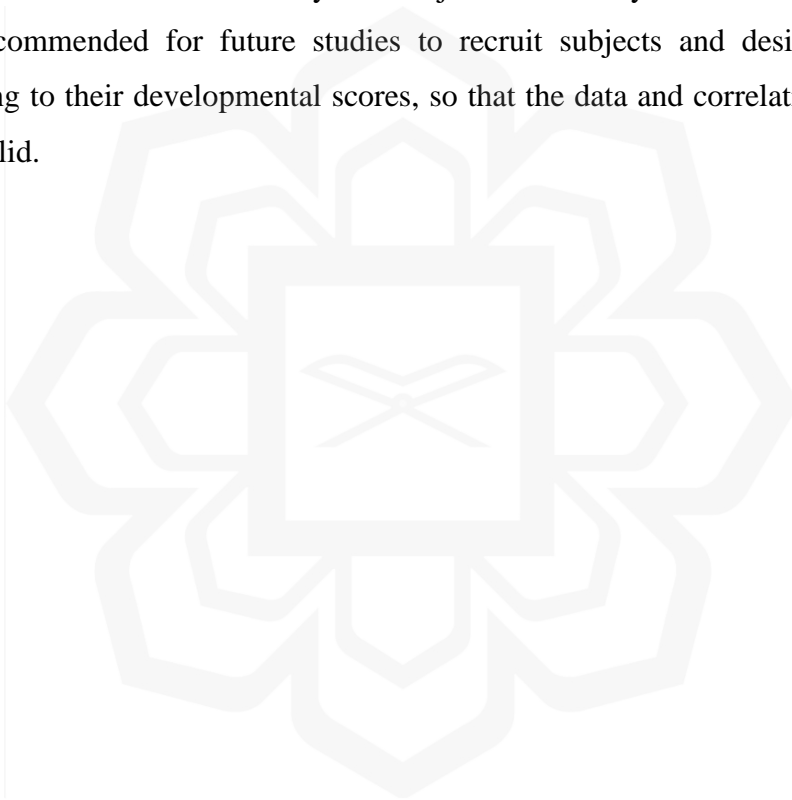 commended for future studies to recruit subjects and desi
ng to their developmental scores, so that the data and correlati
lid.